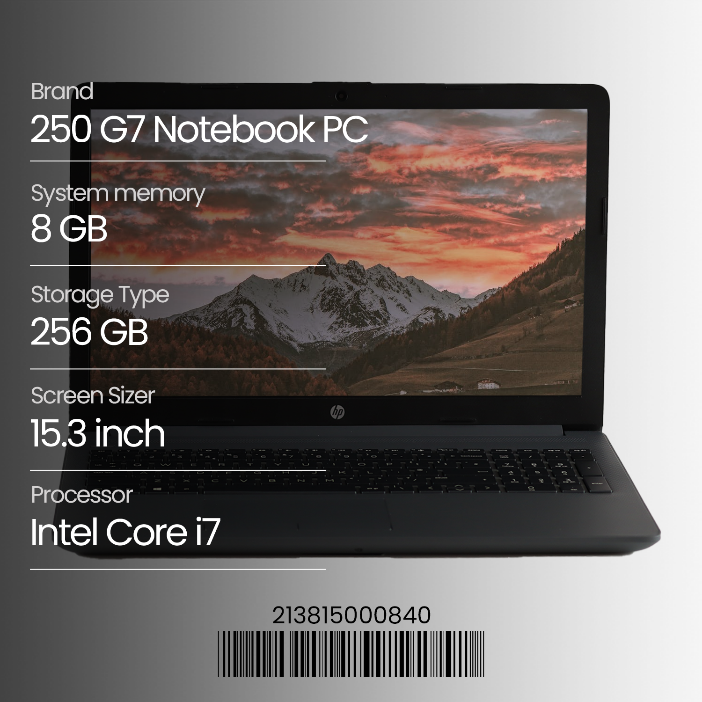 Brand
250 G7 Notebook PC
System memory
8 GB
Storage Type
256 GB
Screen Sizer
15.3 inch
hp
Processor
Intel Core i7
213815000840